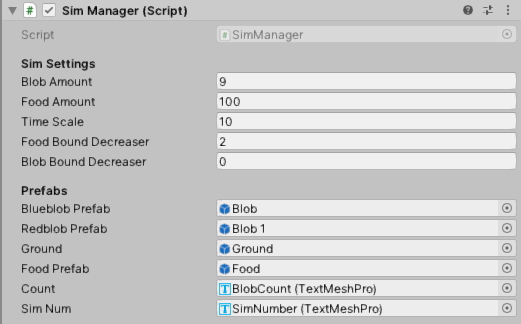 Sim Manager (Script)
Script SimManager
Sim Settings
Blob Amount 9
Food Amount 100
Time Scale 10
Food Bound Decreaser 2
Blob Bound Decreaser 0
Prefabs
Blueblob Prefab Blob
Redblob Prefab Blob 1
Ground Ground
Food Prefab Food
Count BlobCount (TextMeshPro)
Sim Num SimNumber (TextMeshPro)